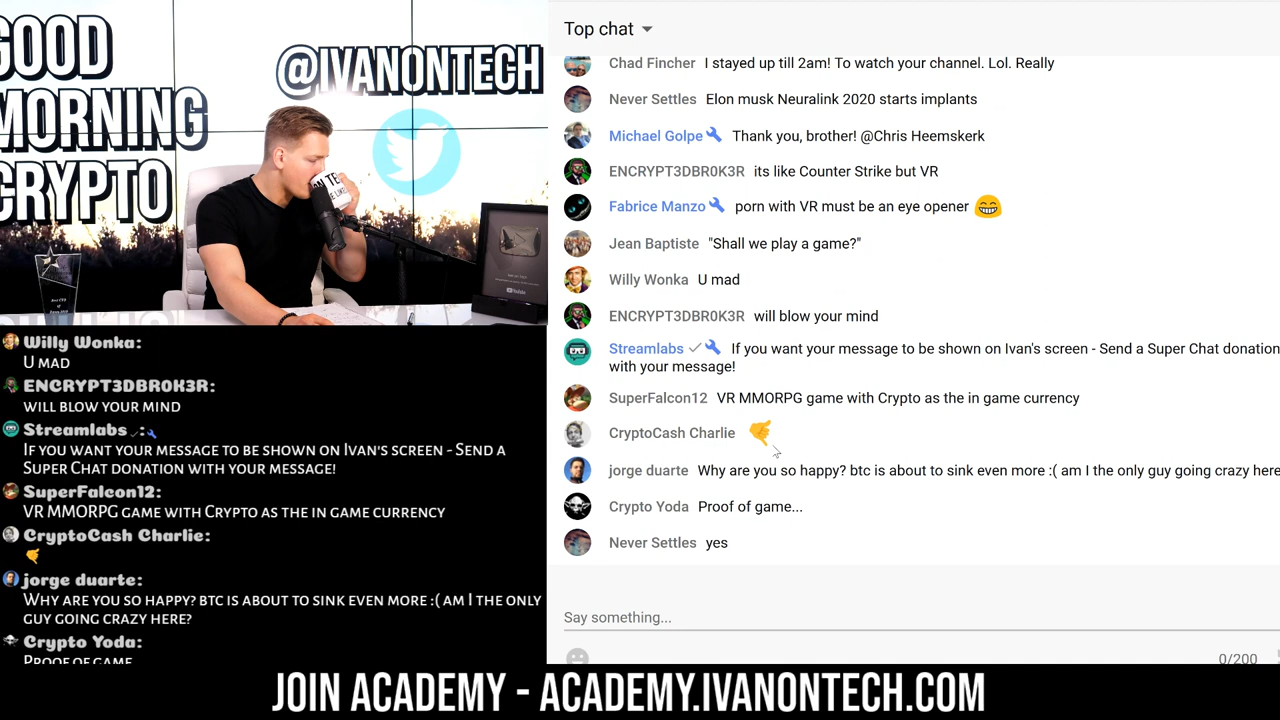 GOOD
MORNING
CRYPTO
@IVANONTECH
YouTube
Willy Wonka:
U mad
ENCRYPT3DBR0K3R:
will blow your mind
Streamlabs :
If you want your message to be shown on Ivan's screen - Send a
Super Chat donation with your message!
SuperFalcon12:
VR MMORPG game with Crypto as the in game currency
CryptoCash Charlie:
🤙
jorge duarte:
Why are you so happy? btc is about to sink even more :( am I the only
guy going crazy here?
Crypto Yoda:
Proof of game
Top chat
Chad Fincher I stayed up till 2am! To watch your channel. Lol. Really
Never Settles Elon musk Neuralink 2020 starts implants
Michael Golpe Thank you, brother! @Chris Heemskerk
ENCRYPT3DBR0K3R its like Counter Strike but VR
Fabrice Manzo porn with VR must be an eye opener 😂
Jean Baptiste "Shall we play a game?"
Willy Wonka U mad
ENCRYPT3DBR0K3R will blow your mind
Streamlabs If you want your message to be shown on Ivan's screen - Send a Super Chat donation
with your message!
SuperFalcon12 VR MMORPG game with Crypto as the in game currency
CryptoCash Charlie 🤙
jorge duarte Why are you so happy? btc is about to sink even more :( am I the only guy going crazy here
Crypto Yoda Proof of game...
Never Settles yes
Say something...
0/200
JOIN ACADEMY - ACADEMY.IVANONTECH.COM